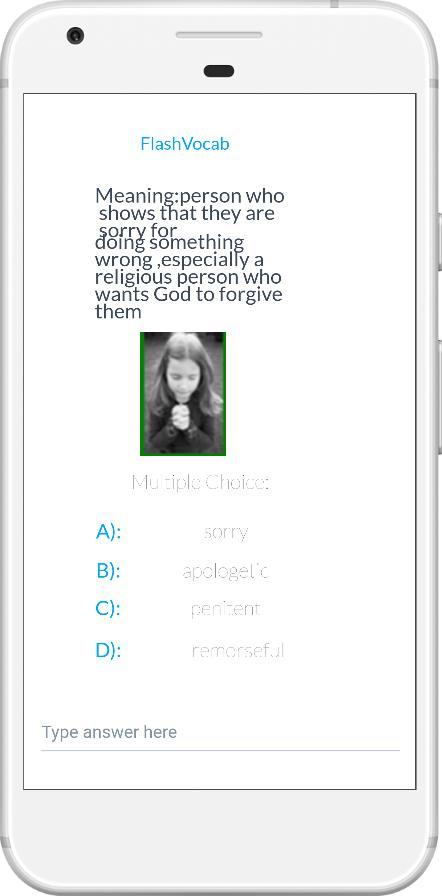 FlashVocab
Meaning:person who
shows that they are
sorry for
doing something
wrong ,especially a
religious person who
wants God to forgive
them
Multiple Choice:
A): sorry
B): apologetic
C): penitent
D): remorseful
Type answer here